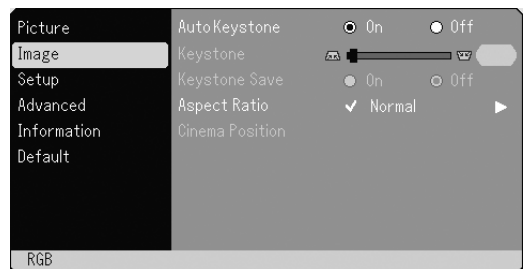 Picture
Image
Setup
Advanced
Information
Default
Auto Keystone On Off
Keystone
Keystone Save On Off
Aspect Ratio ✓ Normal
Cinema Position
RGB